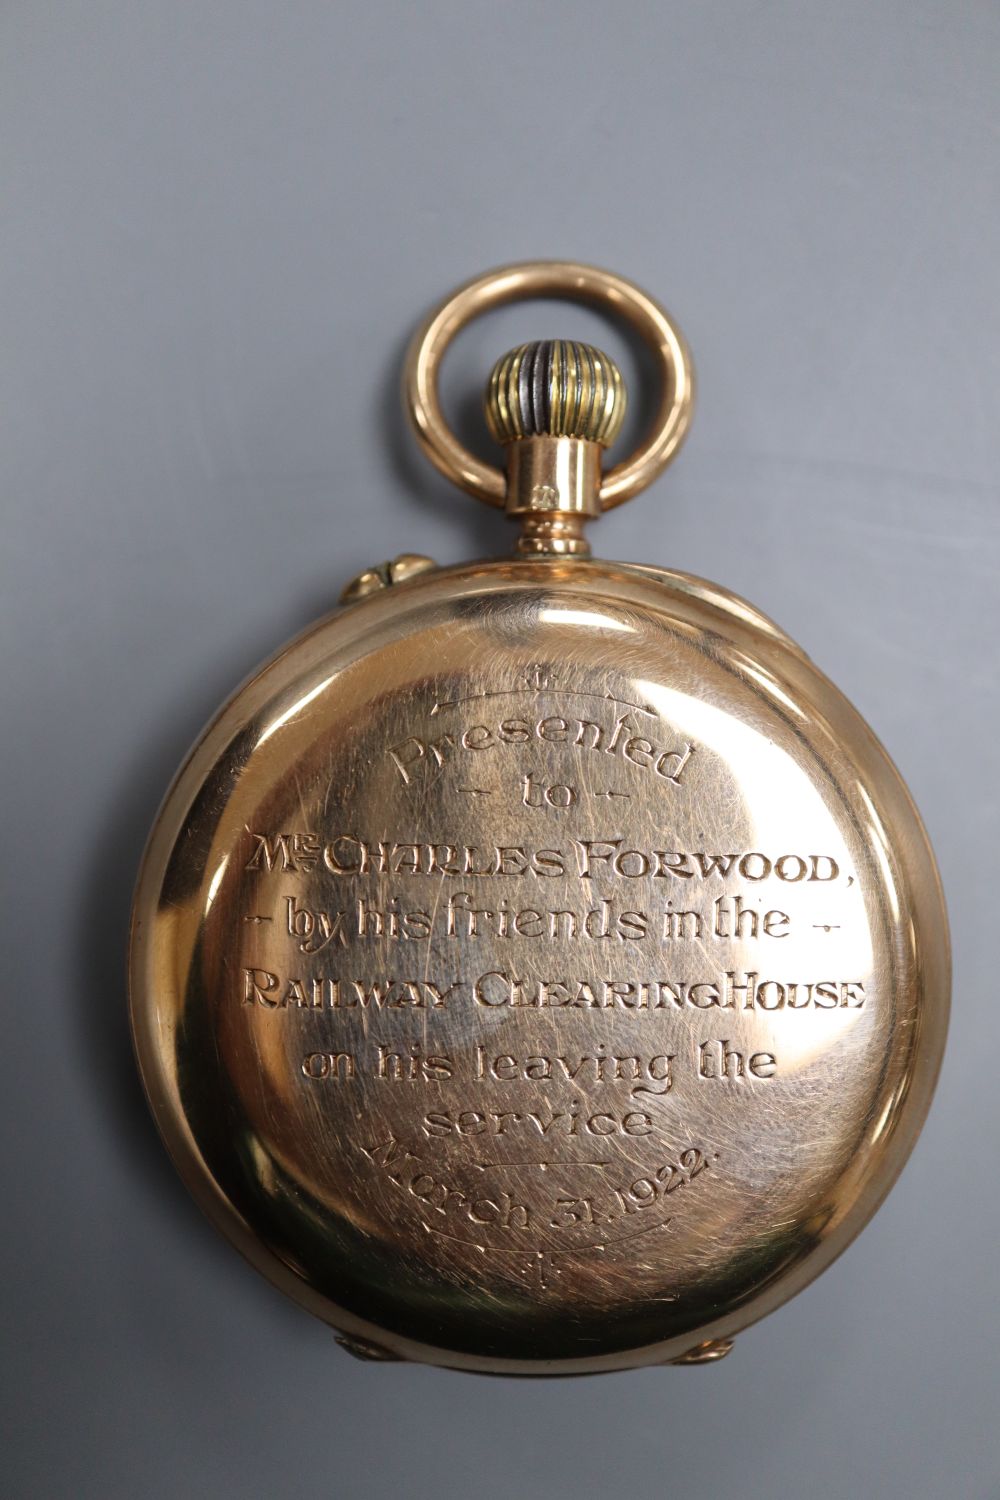 Presented
- to -
Mr. CHARLES FORWOOD,
- by his friends in the -
RAILWAY CLEARING HOUSE
on his leaving the
service
March 31. 1922.